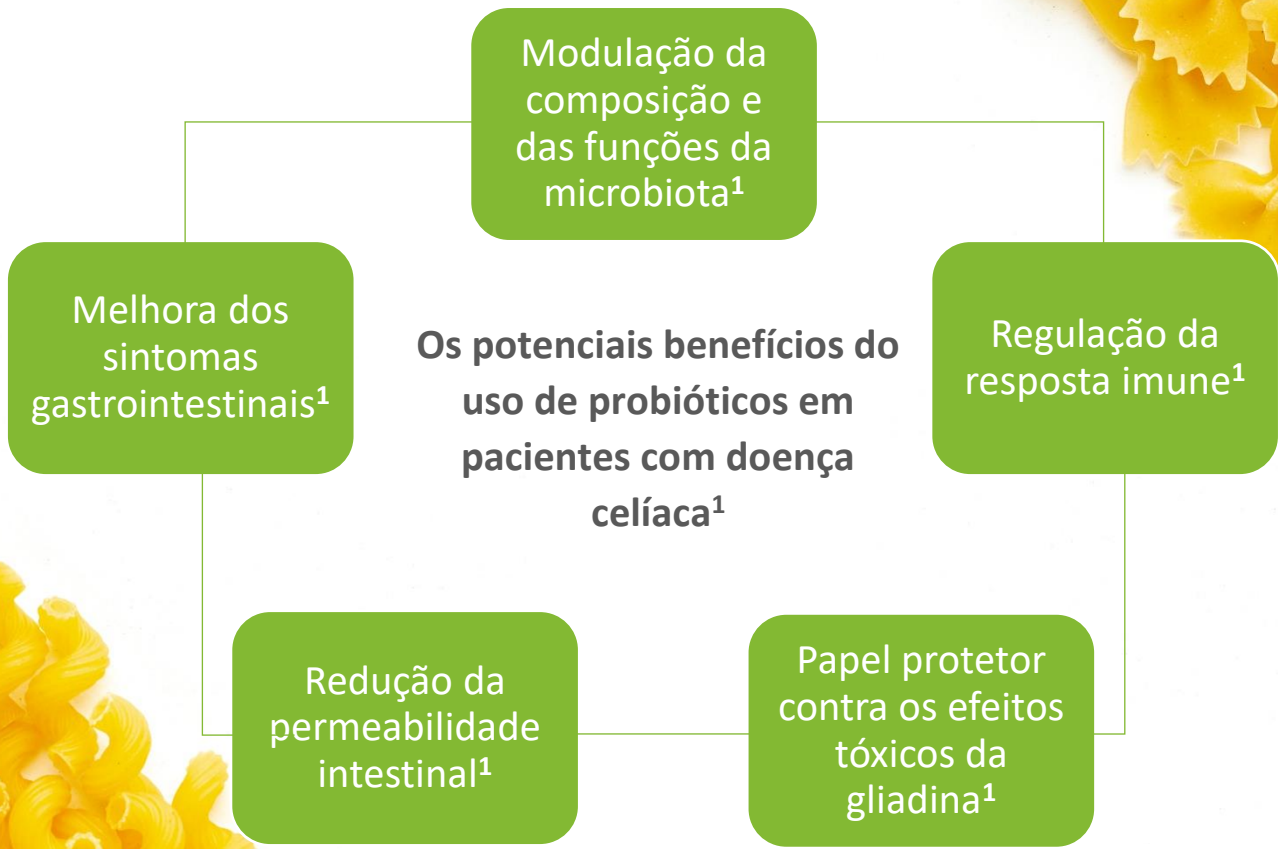 Modulação da
composição e
das funções da
microbiota¹
Melhora dos
sintomas
gastrointestinais¹
Os potenciais benefícios do
uso de probióticos em
pacientes com doença
celíaca¹
Regulação da
resposta imune¹
Redução da
permeabilidade
intestinal¹
Papel protetor
contra os efeitos
tóxicos da
gliadina¹